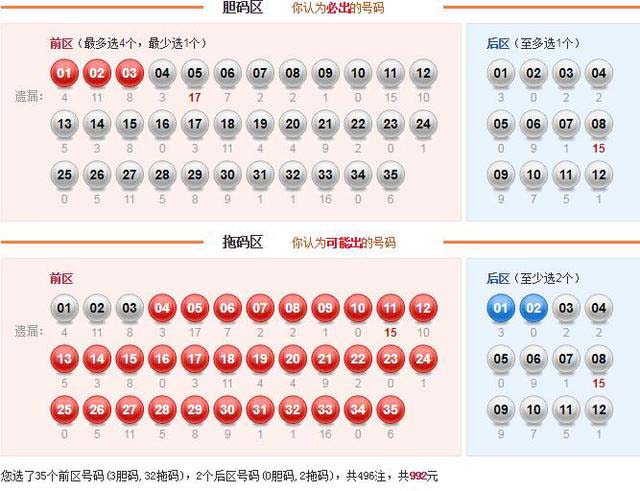 胆码区 你认为必出的号码
前区(最多选4个，最少选1个) 后区(至多选1个)
01 02 03 04 05 06 07 08 09 10 11 12 01 02 03 04
遗漏: 4 11 8 3 17 7 2 2 1 0 15 10 3 0 2 2
13 14 15 16 17 18 19 20 21 22 23 24 05 06 07 08
5 3 8 0 3 11 4 4 9 2 0 1 0 9 1 15
25 26 27 28 29 30 31 32 33 34 35 09 10 11 12
0 5 11 5 8 9 1 1 16 0 6 9 7 5 1
拖码区 你认为可能出的号码
前区 后区(至少选2个)
01 02 03 04 05 06 07 08 09 10 11 12 01 02 03 04
遗漏: 4 11 8 3 17 7 2 2 1 0 15 10 3 0 2 2
13 14 15 16 17 18 19 20 21 22 23 24 05 06 07 08
5 3 8 0 3 11 4 4 9 2 0 1 0 9 1 15
25 26 27 28 29 30 31 32 33 34 35 09 10 11 12
0 5 11 5 8 9 1 1 16 0 6 9 7 5 1
您选了35个前区号码(3胆码,32拖码)，2个后区号码(0胆码,2拖码)，共496注，共992元